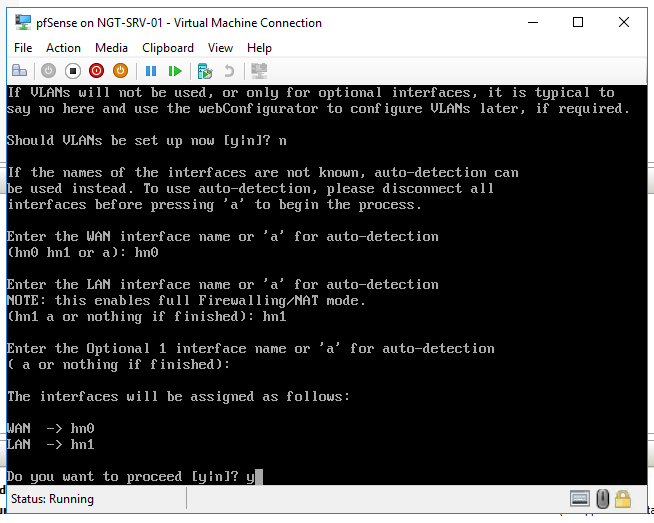 pfSense on NGT-SRV-01 - Virtual Machine Connection
File Action Media Clipboard View Help
If VLANs will not be used, or only for optional interfaces, it is typical to
say no here and use the webConfigurator to configure VLANs later, if required.
Should VLANs be set up now [y|n]? n
If the names of the interfaces are not known, auto-detection can
be used instead. To use auto-detection, please disconnect all
interfaces before pressing 'a' to begin the process.
Enter the WAN interface name or 'a' for auto-detection
(hn0 hn1 or a): hn0
Enter the LAN interface name or 'a' for auto-detection
NOTE: this enables full Firewalling/NAT mode.
(hn1 a or nothing if finished): hn1
Enter the Optional 1 interface name or 'a' for auto-detection
( a or nothing if finished):
The interfaces will be assigned as follows:
WAN -> hn0
LAN -> hn1
Do you want to proceed [y|n]? y
Status: Running